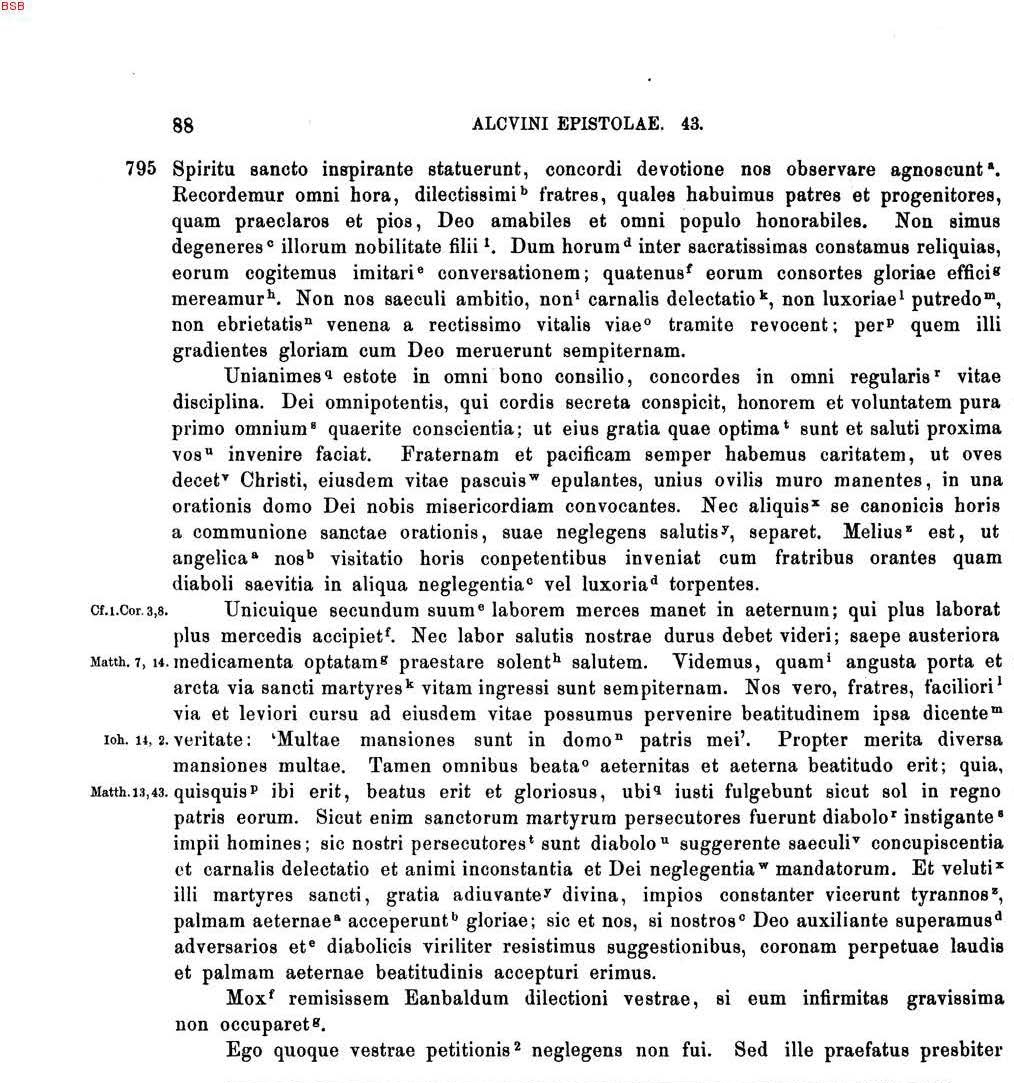 BSB
88 ALCVINI EPISTOLAE. 43.
795 Spiritu sancto inspirante statuerunt, concordi devotione nos observare agnoscunt ᵃ.
Recordemur omni hora, dilectissimi ᵇ fratres, quales habuimus patres et progenitores,
quam praeclaros et pios, Deo amabiles et omni populo honorabiles. Non simus
degeneres ᶜ illorum nobilitate filii ¹. Dum horum ᵈ inter sacratissimas constamus reliquias,
eorum cogitemus imitari ᵉ conversationem; quatenus ᶠ eorum consortes gloriae effici ᵍ
mereamur ʰ. Non nos saeculi ambitio, non ⁱ carnalis delectatio ᵏ, non luxoriae ˡ putredo ᵐ,
non ebrietatis ⁿ venena a rectissimo vitalis viae ᵒ tramite revocent; per ᵖ quem illi
gradientes gloriam cum Deo meruerunt sempiternam.
Unianimes q estote in omni bono consilio, concordes in omni regularis ʳ vitae
disciplina. Dei omnipotentis, qui cordis secreta conspicit, honorem et voluntatem pura
primo omnium ˢ quaerite conscientia; ut eius gratia quae optima ᵗ sunt et saluti proxima
vos ᵘ invenire faciat. Fraternam et pacificam semper habemus caritatem, ut oves
decet ᵛ Christi, eiusdem vitae pascuis ʷ epulantes, unius ovilis muro manentes, in una
orationis domo Dei nobis misericordiam convocantes. Nec aliquis ˣ se canonicis horis
a communione sanctae orationis, suae neglegens salutis ʸ, separet. Melius ᶻ est, ut
angelica ᵃ nos ᵇ visitatio horis conpetentibus inveniat cum fratribus orantes quam
diaboli saevitia in aliqua neglegentia ᶜ vel luxoria ᵈ torpentes.
Cf. 1. Cor. 3, 8. Unicuique secundum suum ᵉ laborem merces manet in aeternum; qui plus laborat
plus mercedis accipiet ᶠ. Nec labor salutis nostrae durus debet videri; saepe austeriora
Matth. 7, 14. medicamenta optatam ᵍ praestare solent ʰ salutem. Videmus, quam ⁱ angusta porta et
arcta via sancti martyres ᵏ vitam ingressi sunt sempiternam. Nos vero, fratres, faciliori ˡ
via et leviori cursu ad eiusdem vitae possumus pervenire beatitudinem ipsa dicente ᵐ
Ioh. 14, 2. veritate: 'Multae mansiones sunt in domo ⁿ patris mei'. Propter merita diversa
mansiones multae. Tamen omnibus beata ᵒ aeternitas et aeterna beatitudo erit; quia,
Matth. 13, 43. quisquis ᵖ ibi erit, beatus erit et gloriosus, ubi q iusti fulgebunt sicut sol in regno
patris eorum. Sicut enim sanctorum martyrum persecutores fuerunt diabolo ʳ instigante ˢ
impii homines; sic nostri persecutores ᵗ sunt diabolo ᵘ suggerente saeculi ᵛ concupiscentia
et carnalis delectatio et animi inconstantia et Dei neglegentia ʷ mandatorum. Et veluti ˣ
illi martyres sancti, gratia adiuvante ʸ divina, impios constanter vicerunt tyrannos ᶻ,
palmam aeternae ᵃ acceperunt ᵇ gloriae; sic et nos, si nostros ᶜ Deo auxiliante superamus ᵈ
adversarios et ᵉ diabolicis viriliter resistimus suggestionibus, coronam perpetuae laudis
et palmam aeternae beatitudinis accepturi erimus.
Mox ᶠ remisissem Eanbaldum dilectioni vestrae, si eum infirmitas gravissima
non occuparet ᵍ.
Ego quoque vestrae petitionis ² neglegens non fui. Sed ille praefatus presbiter